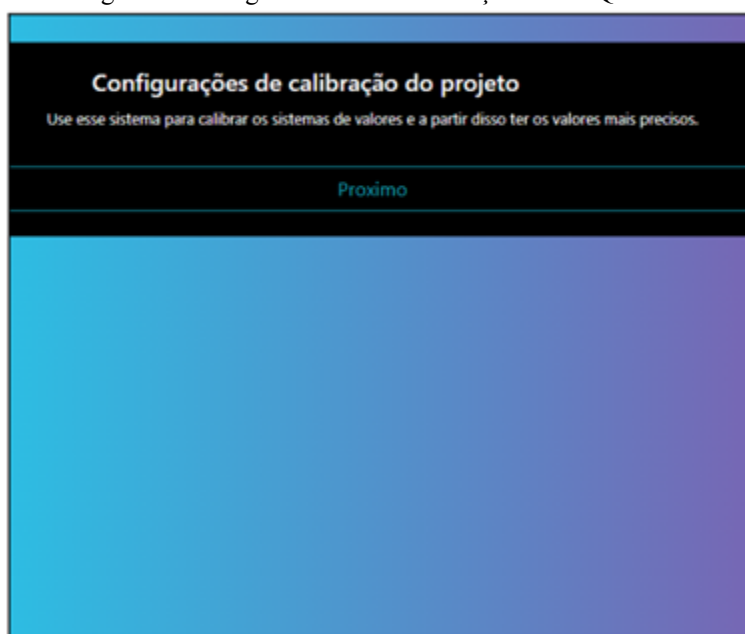 Configurações de calibração do projeto
Use esse sistema para calibrar os sistemas de valores e a partir disso ter os valores mais precisos.
Proximo